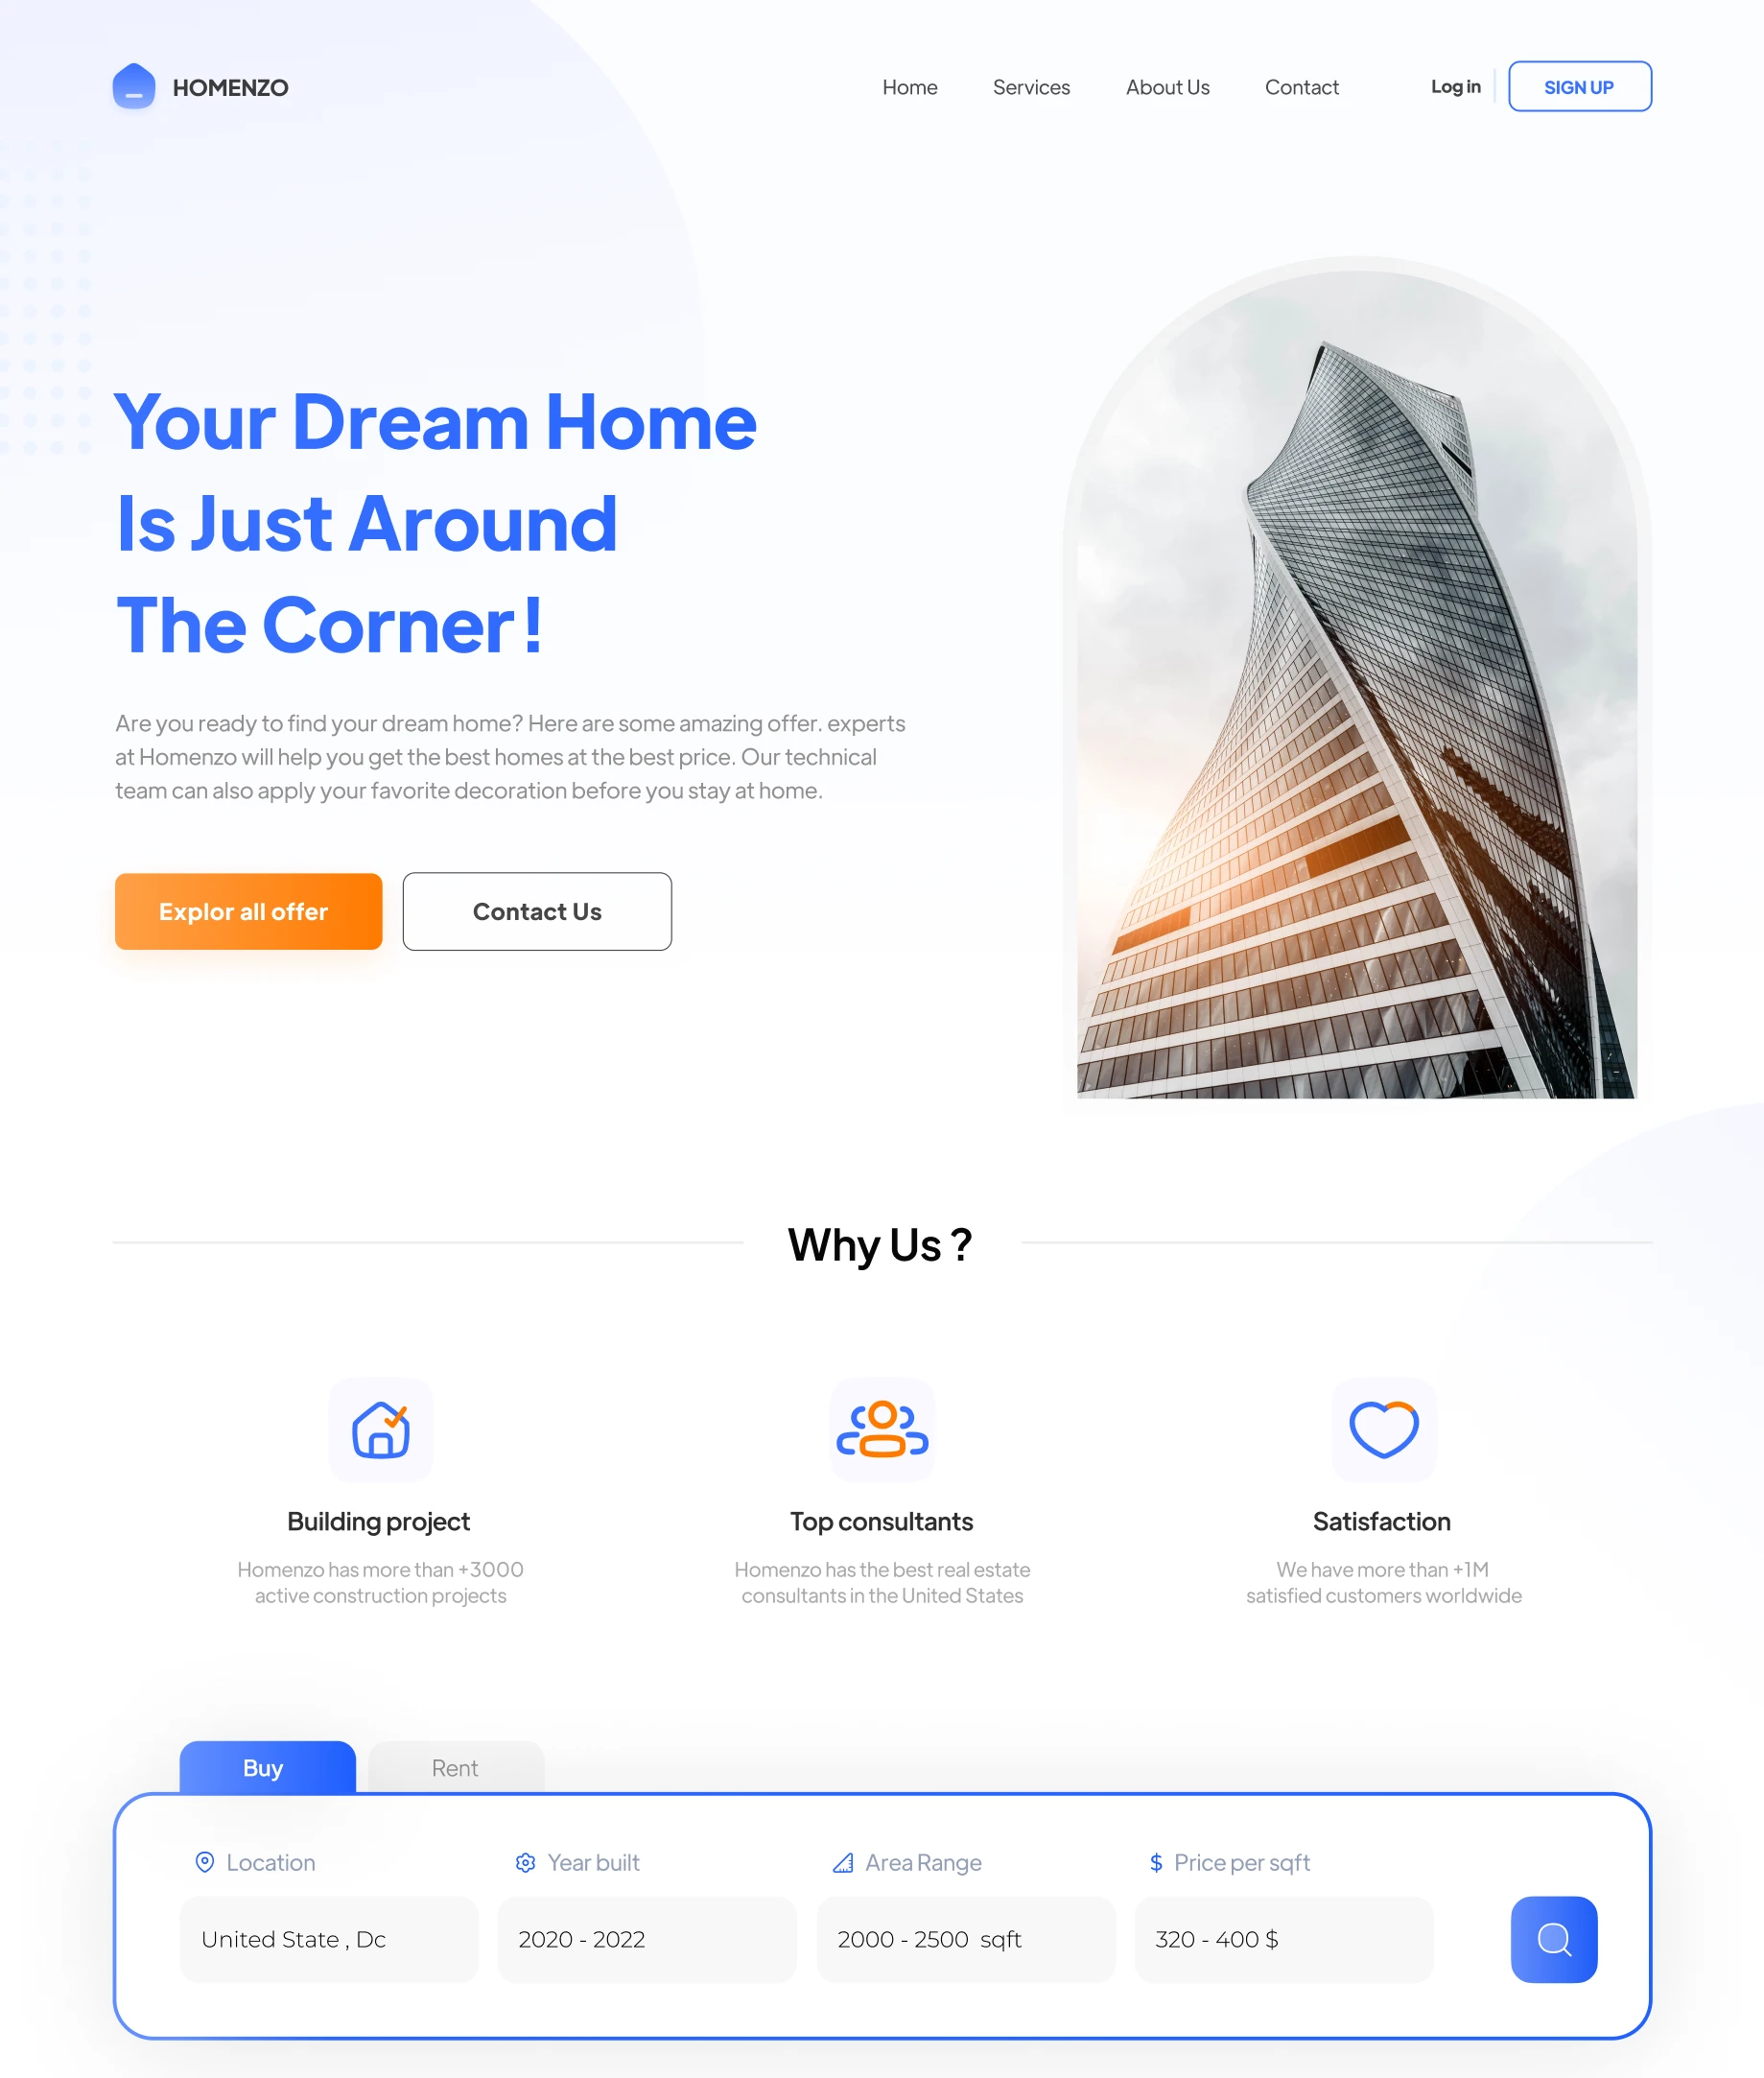 HOMENZO
Home Services About Us Contact Log in SIGN UP
Your Dream Home
Is Just Around
The Corner !
Are you ready to find your dream home? Here are some amazing offer. experts
at Homenzo will help you get the best homes at the best price. Our technical
team can also apply your favorite decoration before you stay at home.
Explor all offer Contact Us
Why Us ?
Building project
Homenzo has more than +3000
active construction projects
Top consultants
Homenzo has the best real estate
consultants in the United States
Satisfaction
We have more than +1M
satisfied customers worldwide
Buy Rent
Location Year built Area Range $ Price per sqft
United State , Dc 2020 - 2022 2000 - 2500 sqft 320 - 400 $